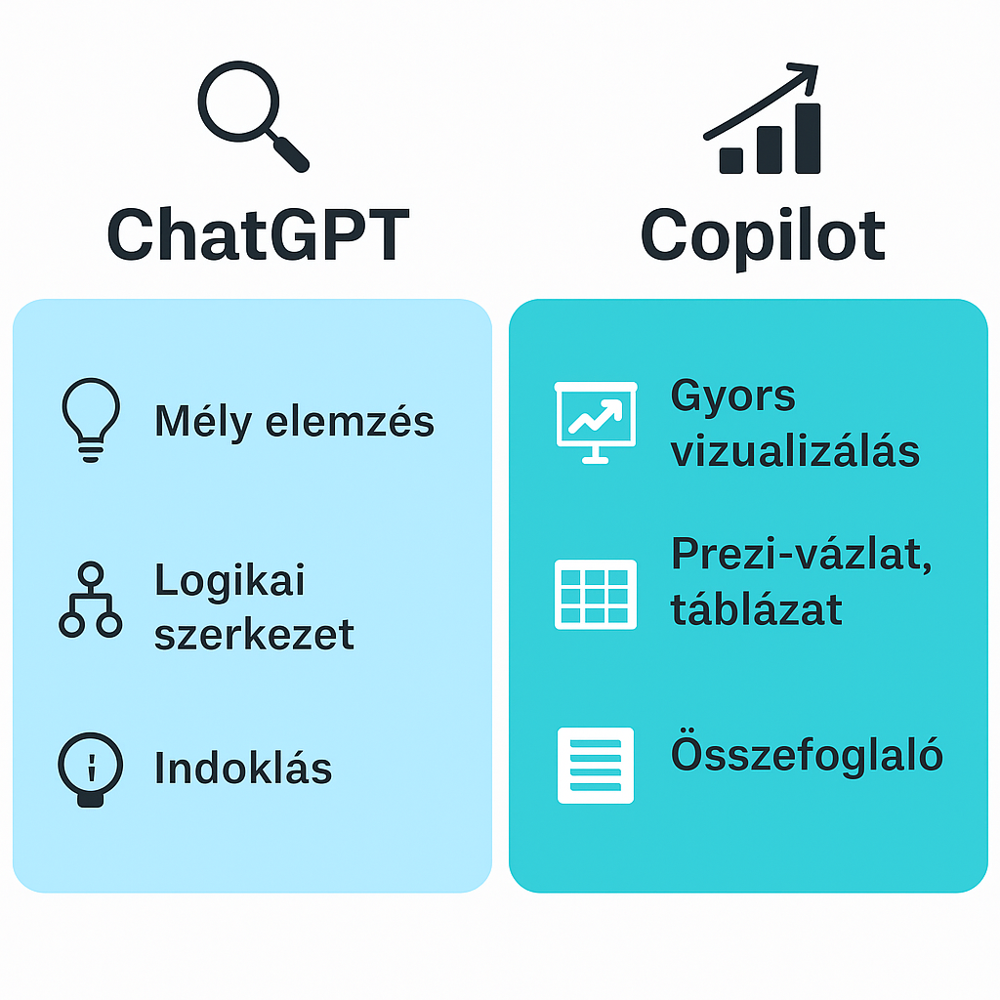 ChatGPT
Mély elemzés
Logikai
szerkezet
Indoklás
Copilot
Gyors
vizualizálás
Prezi-vázlat,
táblázat
Összefoglaló